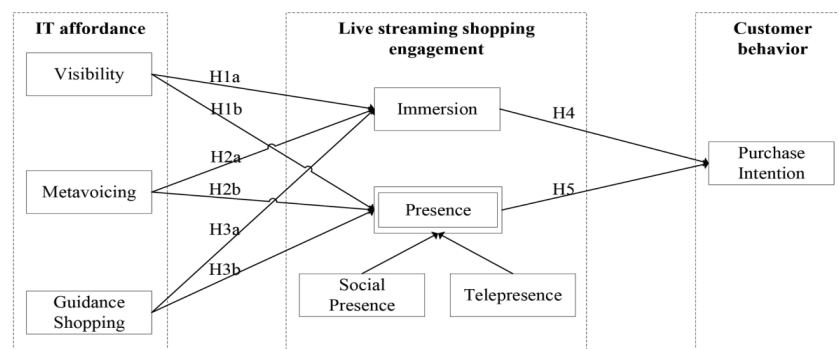 IT affordance
Visibility
Metavoicing
Guidance
Shopping
H1a
H1b
H2a
H2b
H3a
H3b
Live streaming shopping
engagement
Immersion
Presence
Social
Presence
Telepresence
H4
H5
Customer
behavior
Purchase
Intention